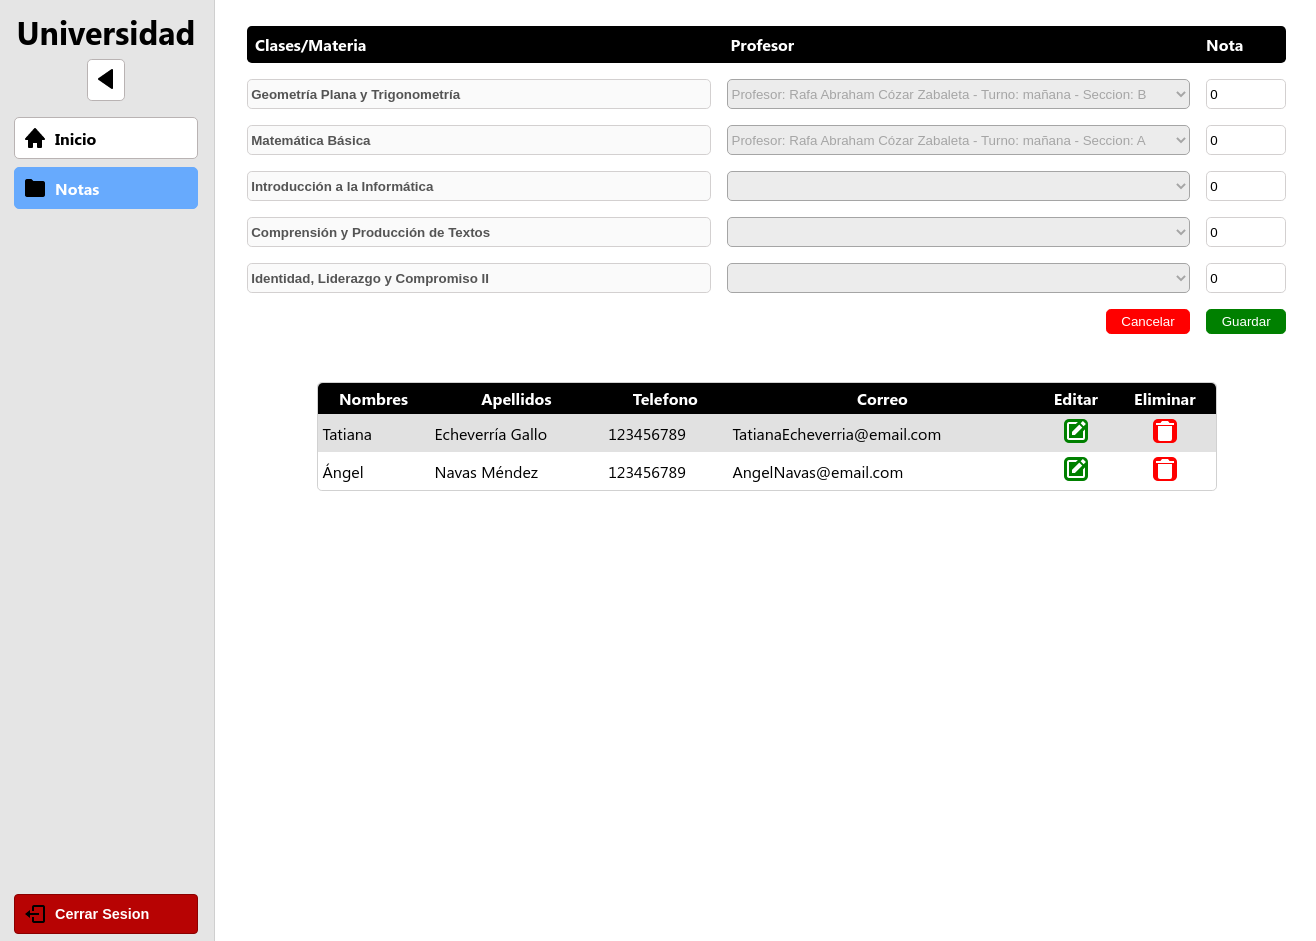 Universidad
Inicio
Notas
Cerrar Sesion
Clases/Materia Profesor Nota
Geometría Plana y Trigonometría Profesor: Rafa Abraham Cózar Zabaleta - Turno: mañana - Seccion: B 0
Matemática Básica Profesor: Rafa Abraham Cózar Zabaleta - Turno: mañana - Seccion: A 0
Introducción a la Informática 0
Comprensión y Producción de Textos 0
Identidad, Liderazgo y Compromiso II 0
Cancelar Guardar
Nombres Apellidos Telefono Correo Editar Eliminar
Tatiana Echeverría Gallo 123456789 TatianaEcheverria@email.com
Ángel Navas Méndez 123456789 AngelNavas@email.com